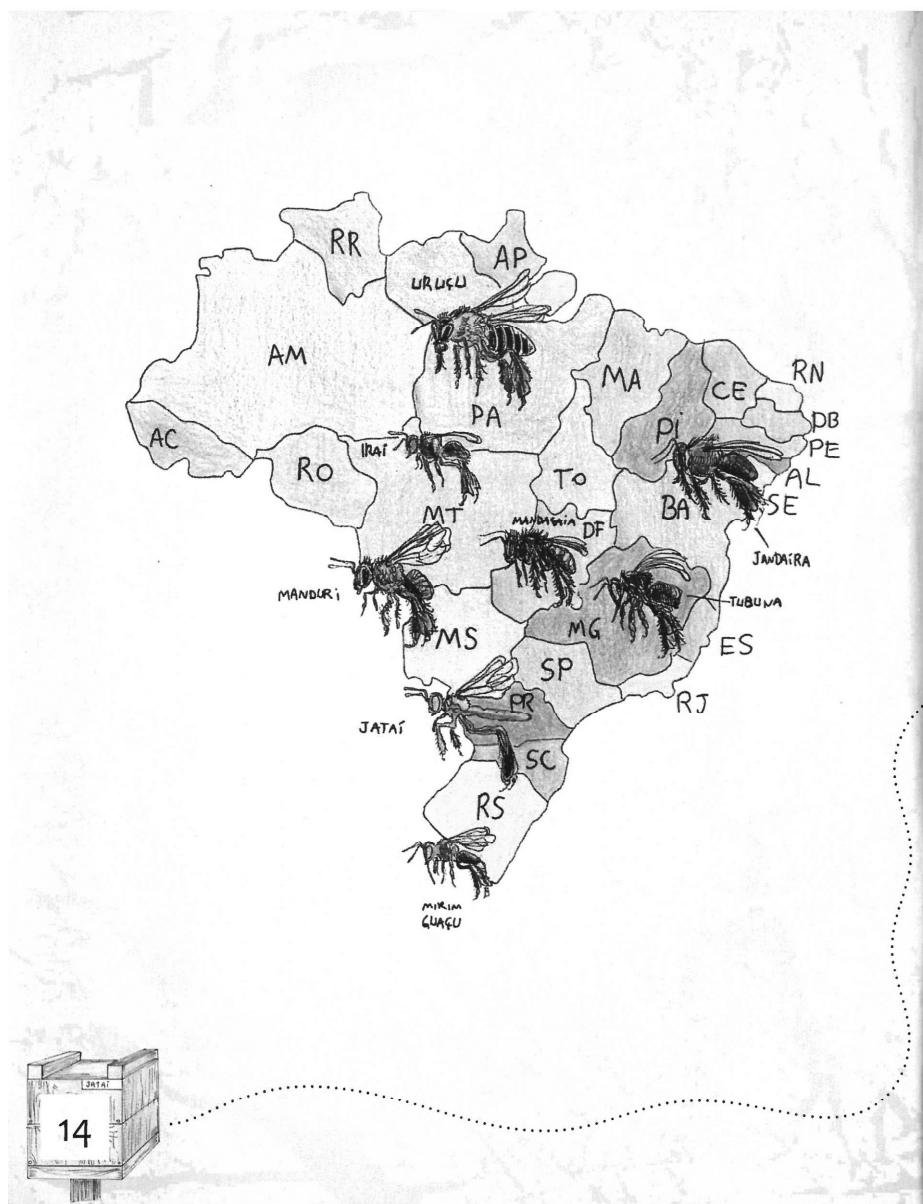 RR
AP
URUÇU
AM
MA
CE
RN
PA
PB
Pi
PE
AC
IRAÍ
AL
RO
TO
SE
BA
MT
MANDAÇAIA
DF
JANDAÍRA
MANDURi
TUBUNA
MG
MS
ES
SP
RJ
PR
JATAÍ
SC
RS
MIRIM
GUAÇU
JATAÍ
14